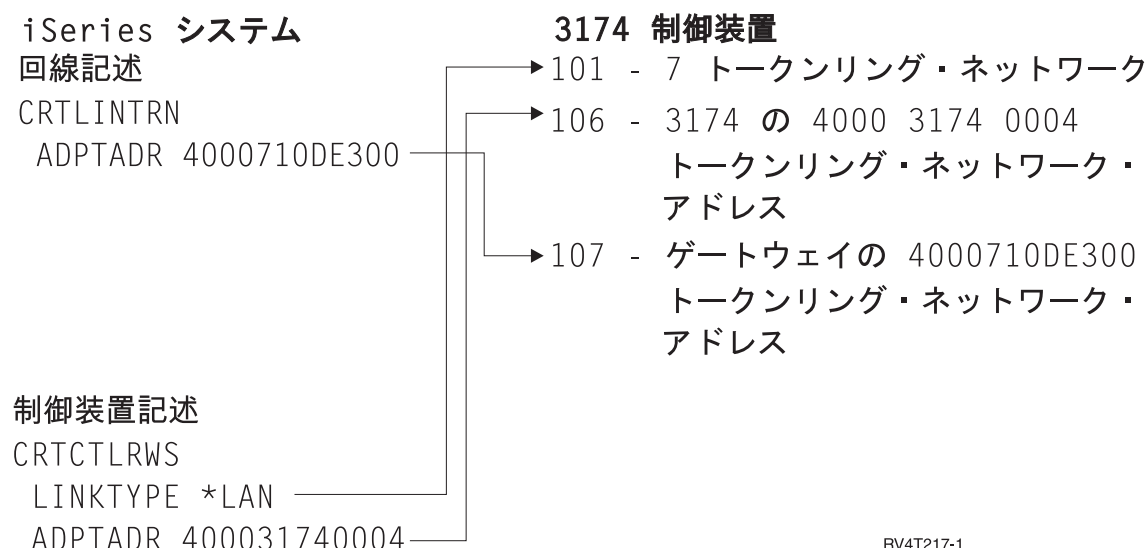 iSeries システム
回線記述
CRTLINTRN
ADPTADR 4000710DE300
制御装置記述
CRTCTLRWS
LINKTYPE *LAN
ADPTADR 400031740004
3174 制御装置
101 - 7 トークンリング・ネットワーク
106 - 3174 の 4000 3174 0004
トークンリング・ネットワーク・
アドレス
107 - ゲートウェイの 4000710DE300
トークンリング・ネットワーク・
アドレス
RV4T217-1